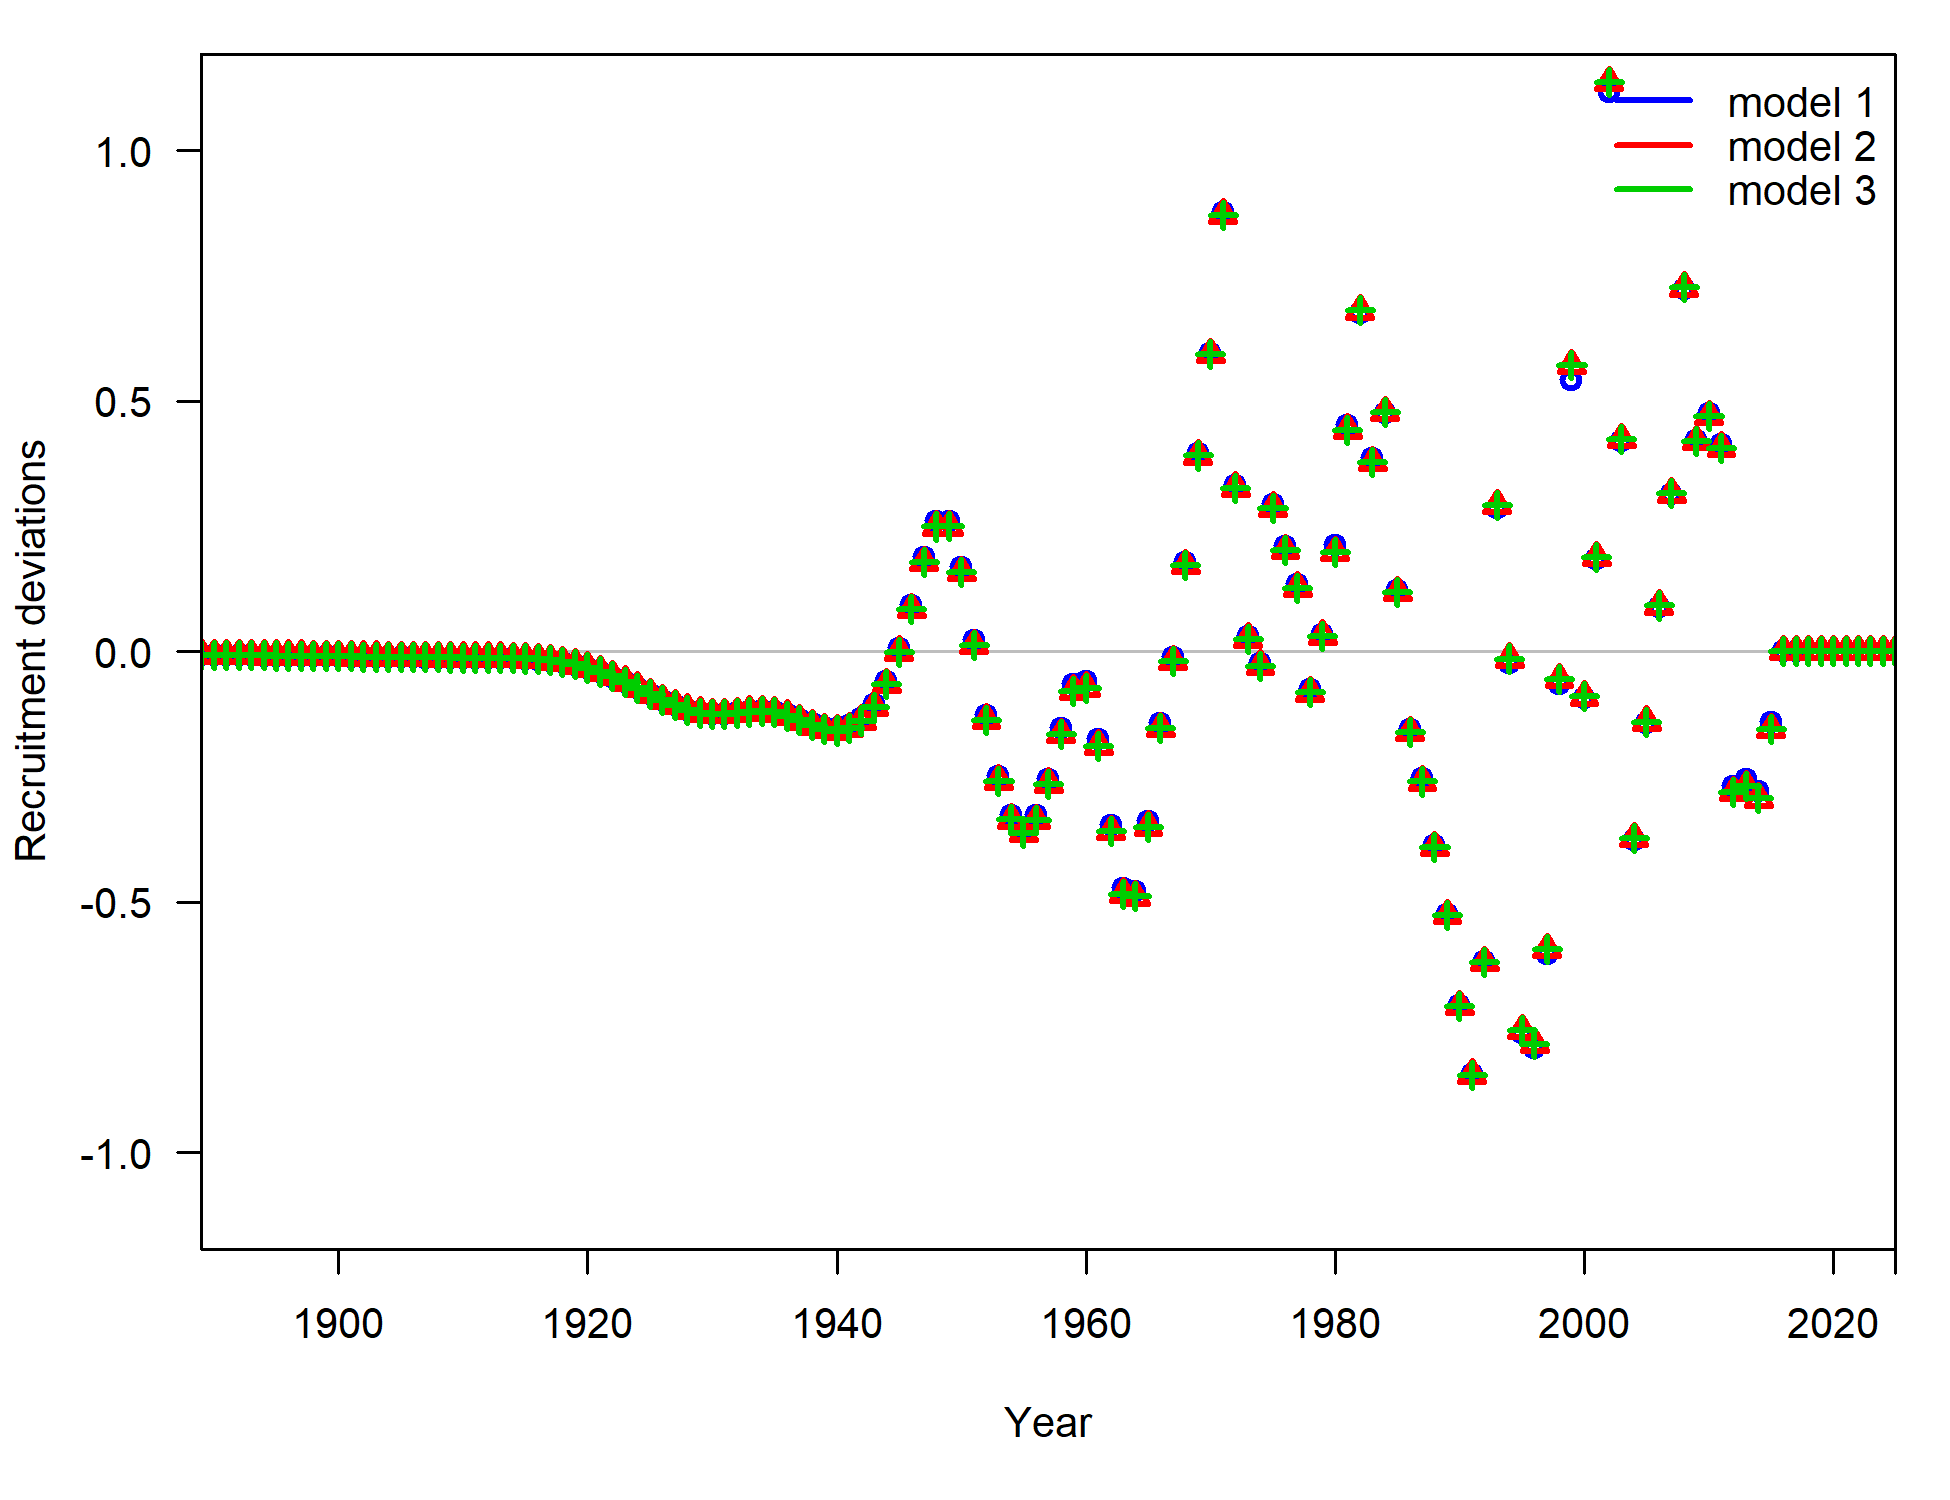 model 1
model 2
model 3
1.0
0.5
0.0
-0.5
-1.0
Recruitment deviations
1900 1920 1940 1960 1980 2000 2020
Year